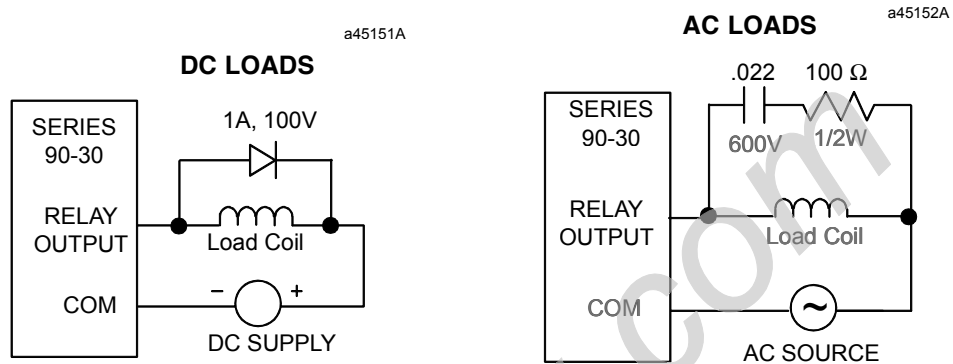 a45151A
DC LOADS
SERIES
90-30
1A, 100V
RELAY
OUTPUT
Load Coil
COM
− +
DC SUPPLY
a45152A
AC LOADS
.022 100 Ω
SERIES
90-30
600V 1/2W
RELAY
OUTPUT
Load Coil
COM
~
AC SOURCE
.com